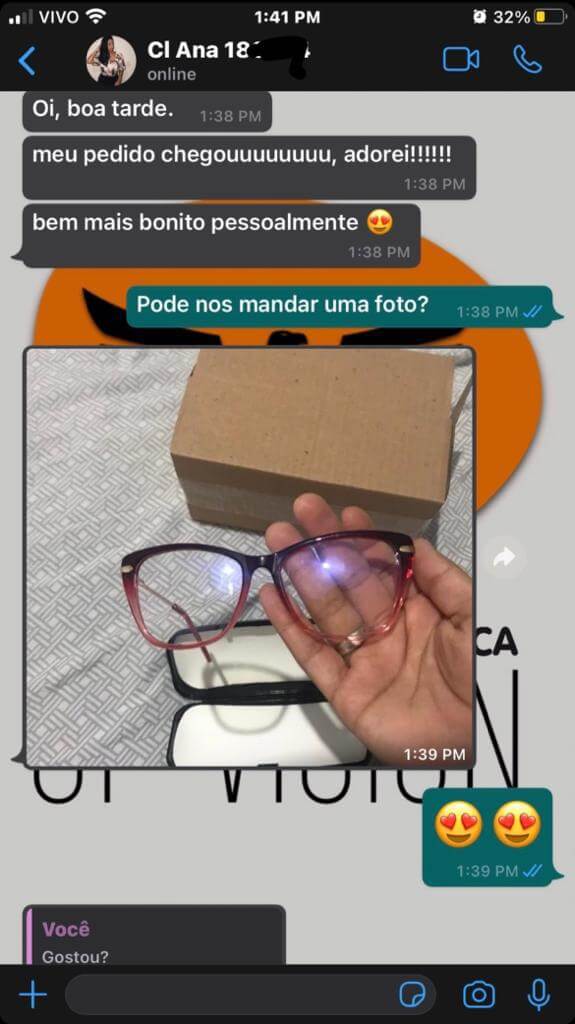 VIVO
1:41 PM
32%
Cl Ana 18
online
Oi, boa tarde.
1:38 PM
meu pedido chegouuuuuuuu, adorei!!!!!!
1:38 PM
bem mais bonito pessoalmente 😍
1:38 PM
Pode nos mandar uma foto?
1:38 PM
CA
1:39 PM
😍 😍
1:39 PM
Você
Gostou?